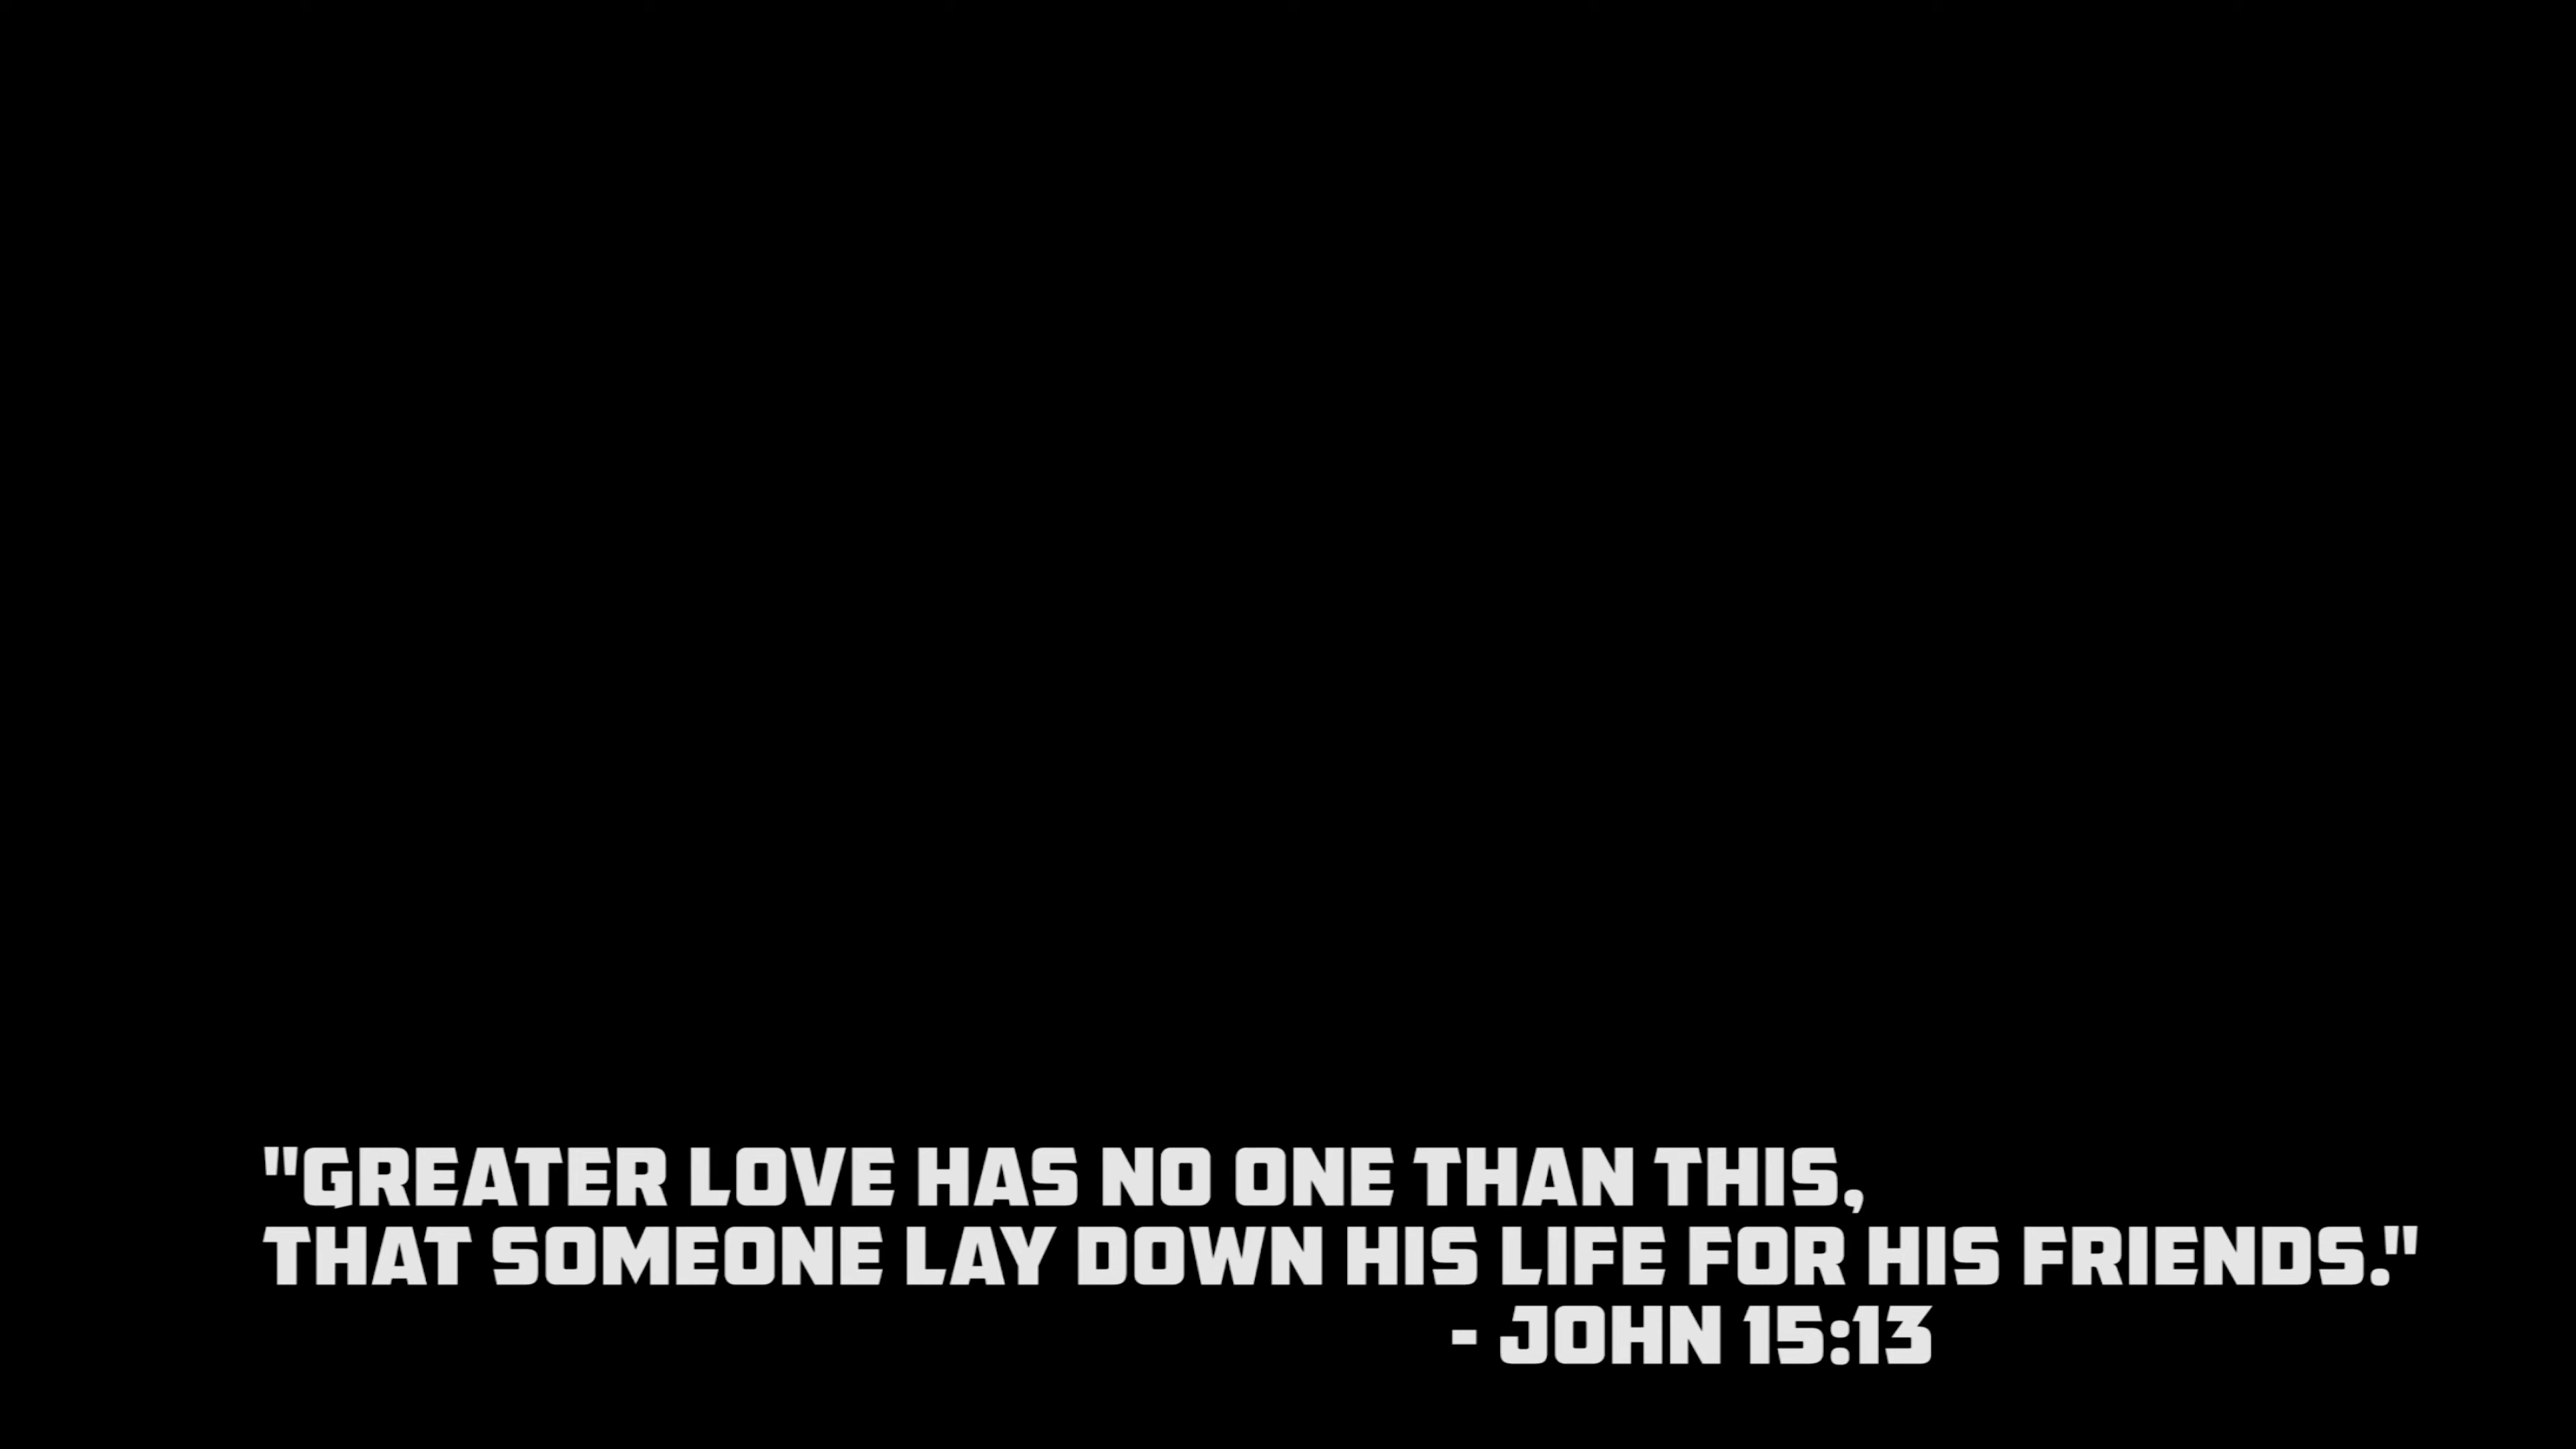 "GREATER LOVE HAS NO ONE THAN THIS,
THAT SOMEONE LAY DOWN HIS LIFE FOR HIS FRIENDS."
- JOHN 15:13